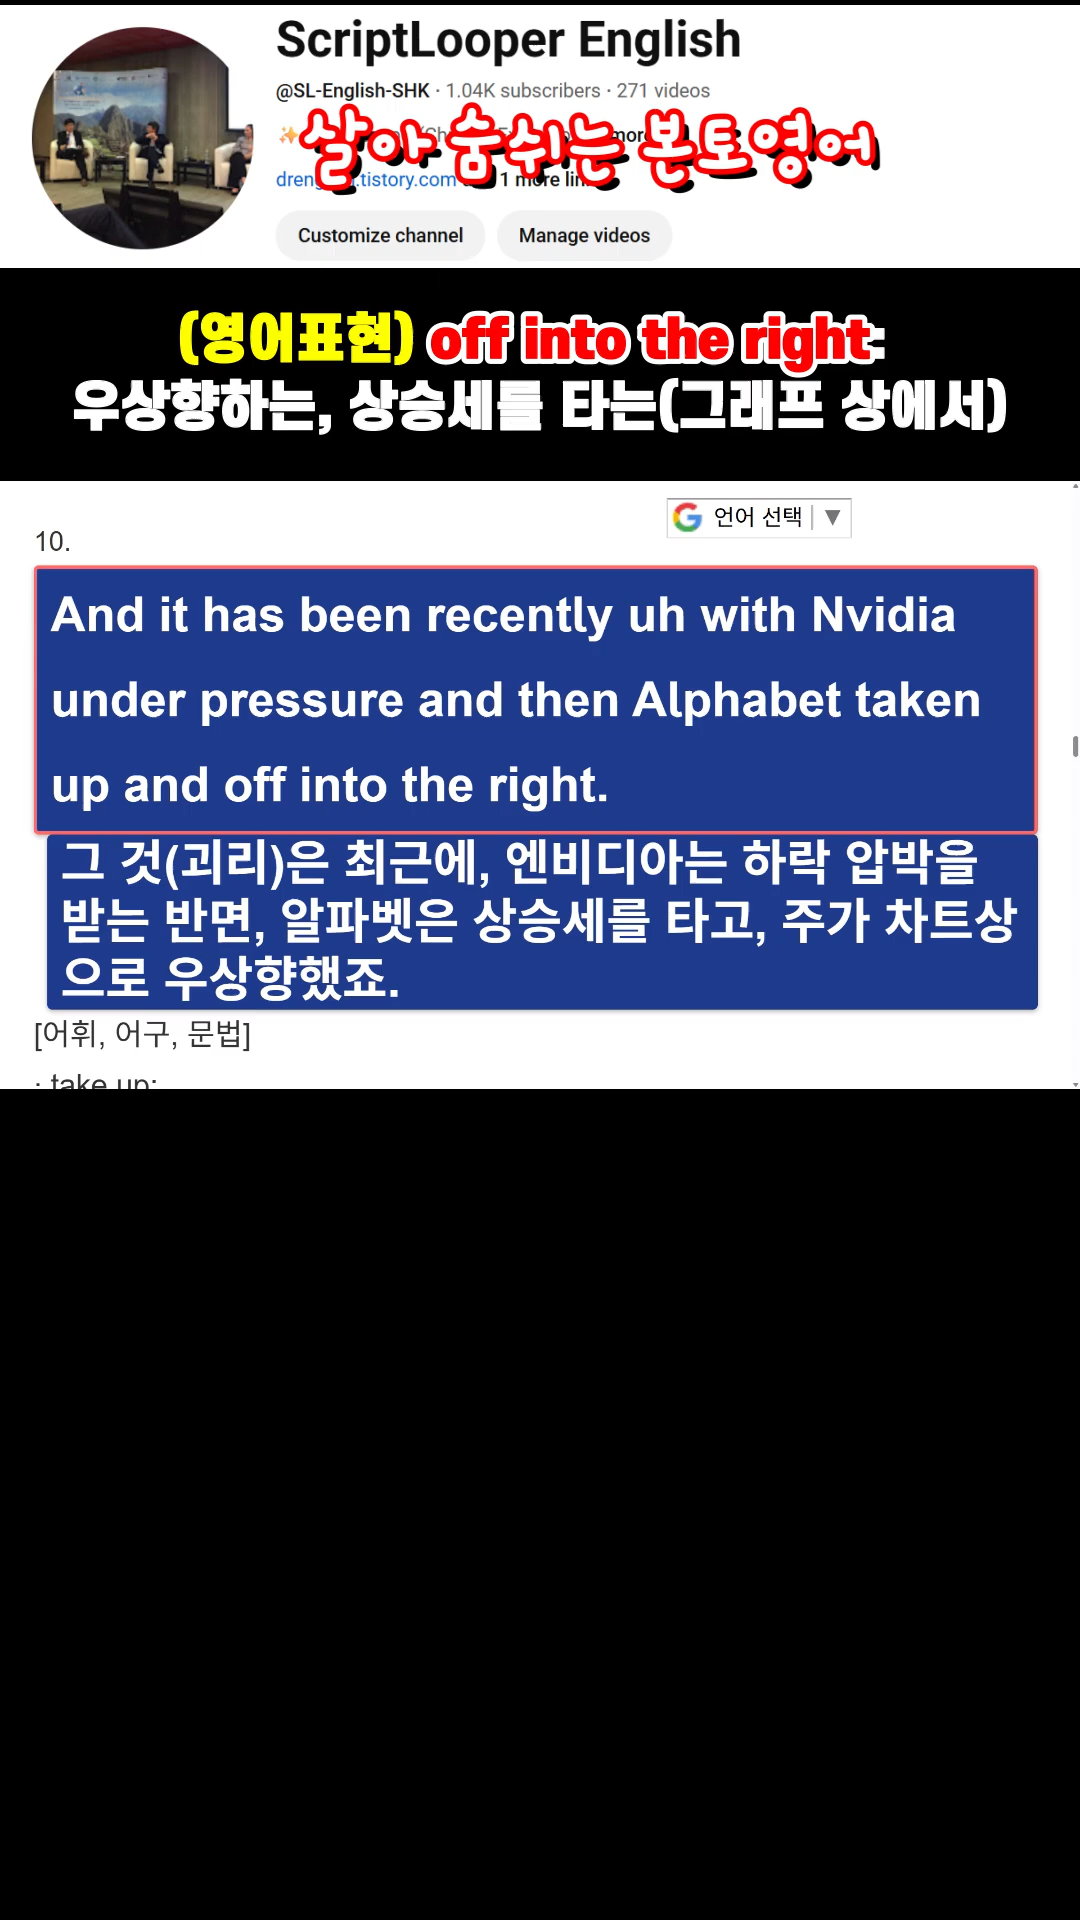 ScriptLooper English
@SL-English-SHK · 1.04K subscribers · 271 videos
살아 숨쉬는 본토영어
1 more
Customize channel
Manage videos
(영어표현) off into the right:
우상향하는, 상승세를 타는(그래프 상에서)
언어 선택
10.
And it has been recently uh with Nvidia
under pressure and then Alphabet taken
up and off into the right.
그 것(괴리)은 최근에, 엔비디아는 하락 압박을
받는 반면, 알파벳은 상승세를 타고, 주가 차트상
으로 우상향했죠.
[어휘, 어구, 문법]
· take up: